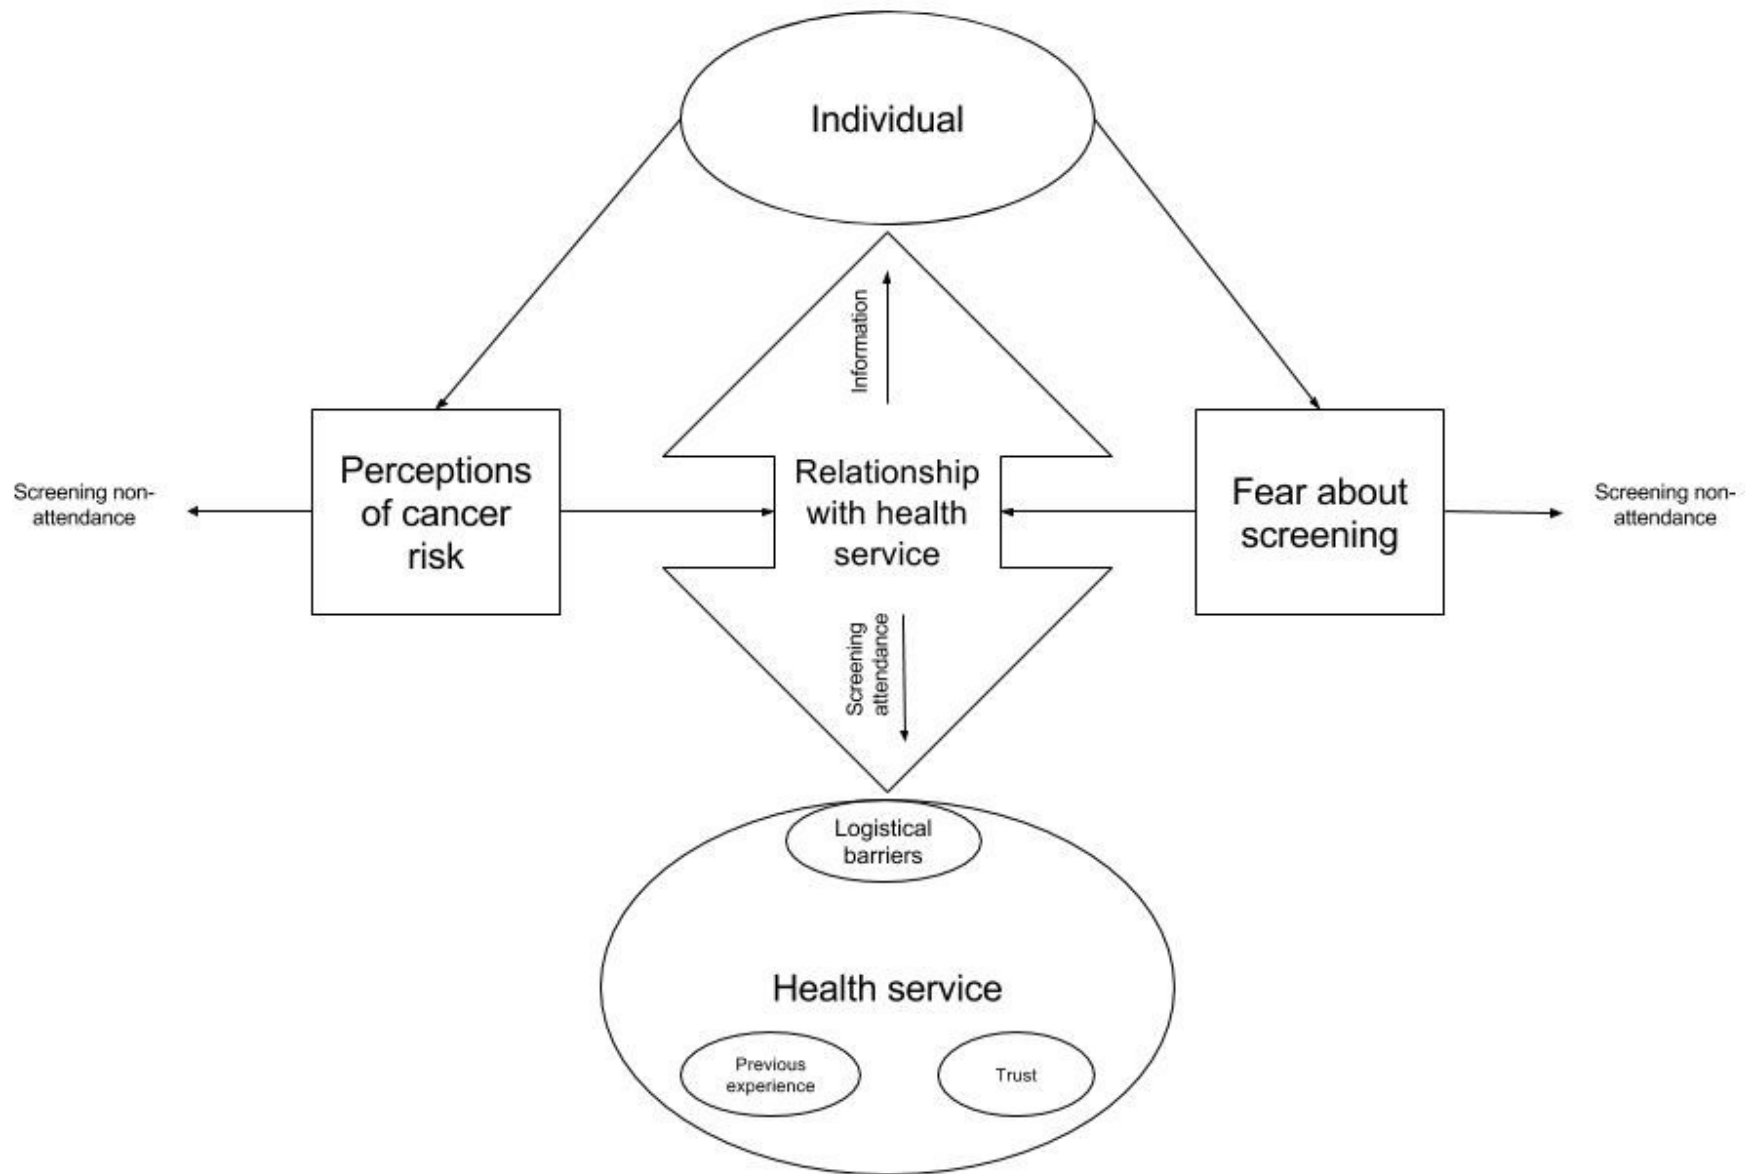 Individual
Information
Perceptions
of cancer
risk
Relationship
with health
service
Fear about
screening
Screening non-
attendance
Screening non-
attendance
Screening
attendance
Logistical
barriers
Health service
Previous
experience
Trust